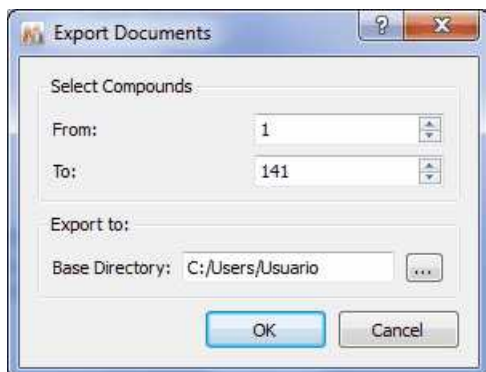 Export Documents
Select Compounds
From: 1
To: 141
Export to:
Base Directory: C:/Users/Usuario ...
OK Cancel